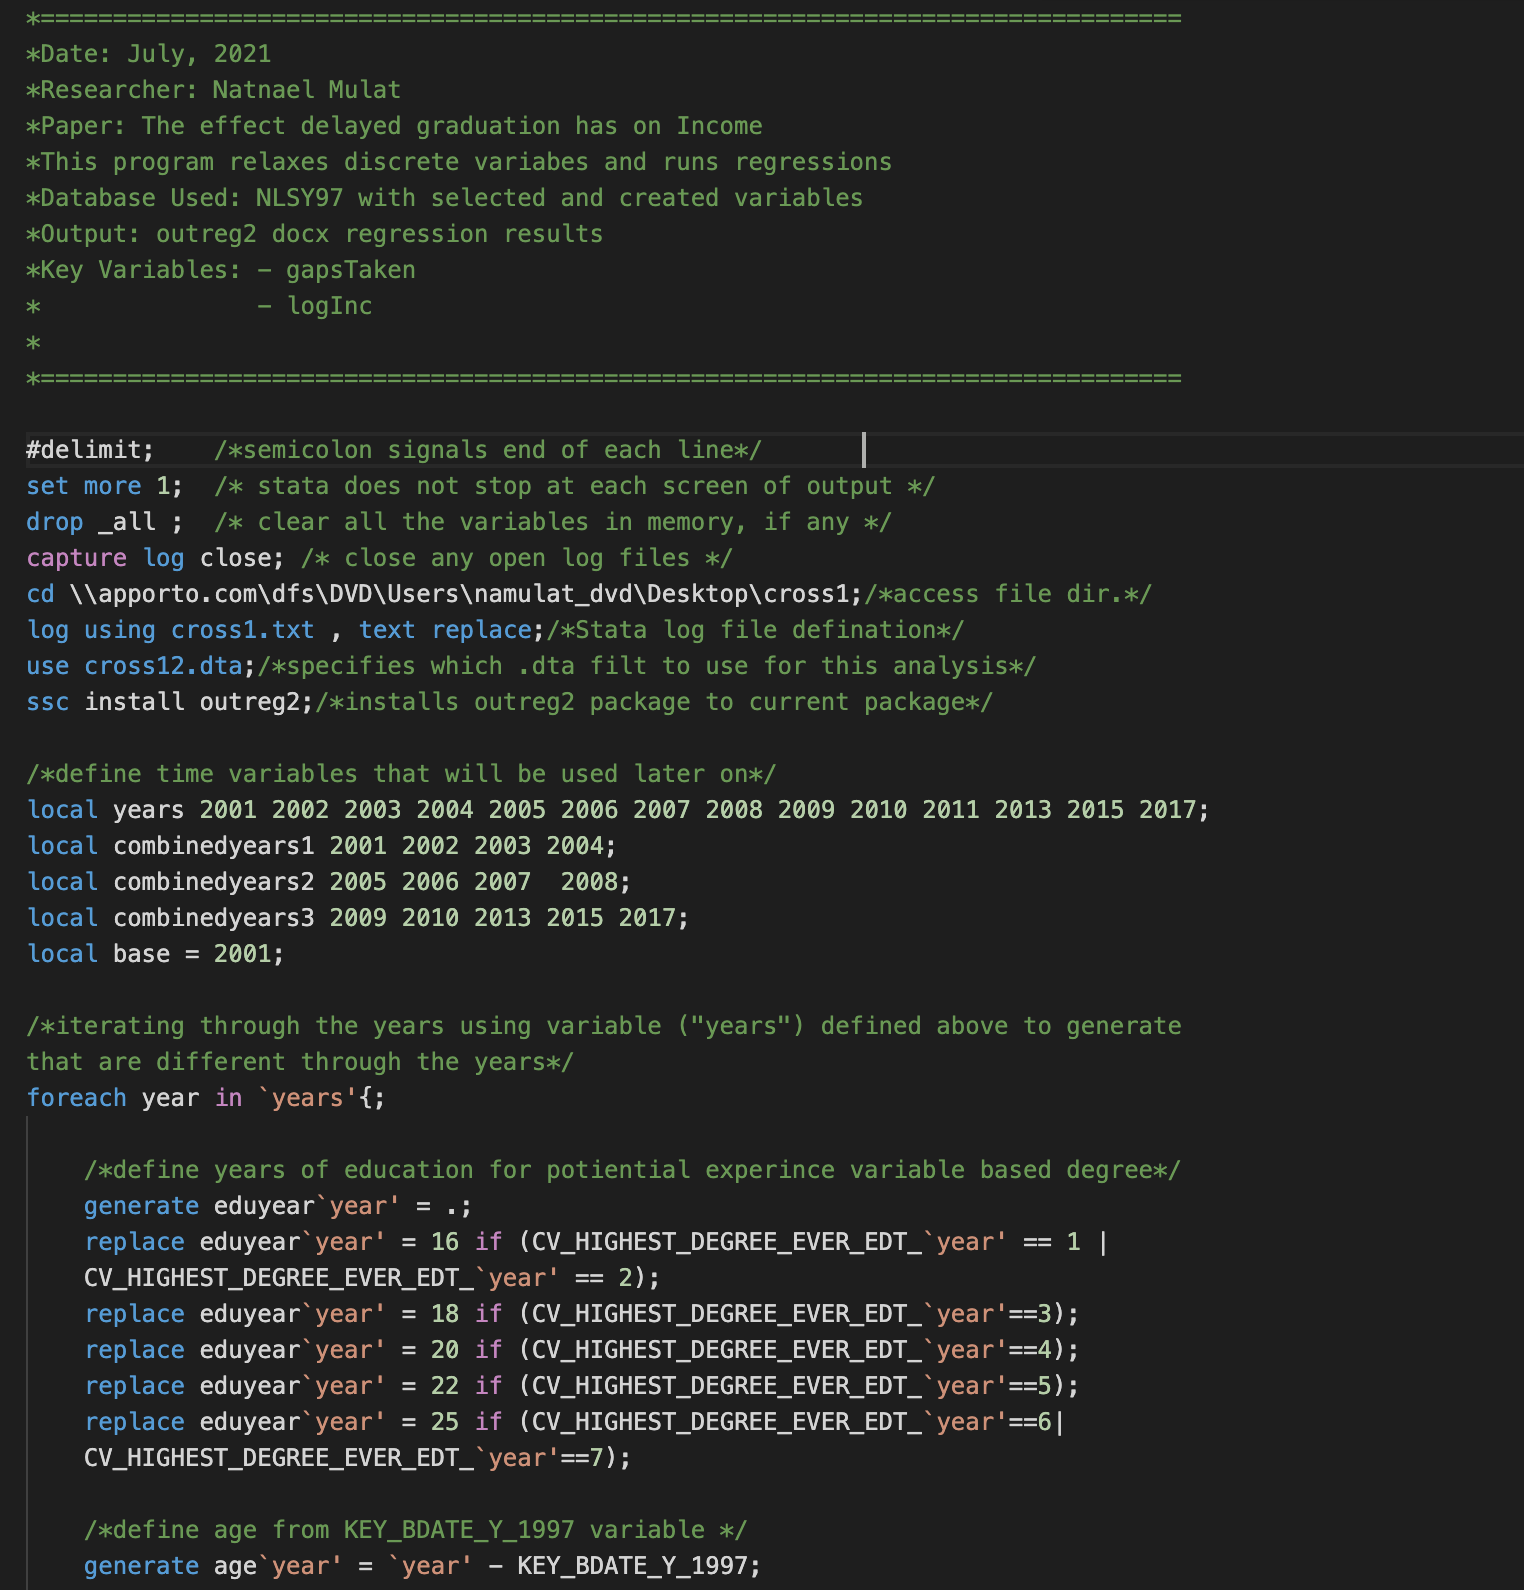 *===============================================================================
*Date: July, 2021
*Researcher: Natnael Mulat
*Paper: The effect delayed graduation has on Income
*This program relaxes discrete variabes and runs regressions
*Database Used: NLSY97 with selected and created variables
*Output: outreg2 docx regression results
*Key Variables: - gapsTaken
*               - logInc
*
*===============================================================================
#delimit;    /*semicolon signals end of each line*/
set more 1;  /* stata does not stop at each screen of output */
drop _all ;  /* clear all the variables in memory, if any */
capture log close; /* close any open log files */
cd \\apporto.com\dfs\DVD\Users\namulat_dvd\Desktop\cross1;/*access file dir.*/
log using cross1.txt , text replace;/*Stata log file defination*/
use cross12.dta;/*specifies which .dta filt to use for this analysis*/
ssc install outreg2;/*installs outreg2 package to current package*/
/*define time variables that will be used later on*/
local years 2001 2002 2003 2004 2005 2006 2007 2008 2009 2010 2011 2013 2015 2017;
local combinedyears1 2001 2002 2003 2004;
local combinedyears2 2005 2006 2007  2008;
local combinedyears3 2009 2010 2013 2015 2017;
local base = 2001;
/*iterating through the years using variable ("years") defined above to generate
that are different through the years*/
foreach year in `years'{;
    /*define years of education for potiential experince variable based degree*/
    generate eduyear`year' = .;
    replace eduyear`year' = 16 if (CV_HIGHEST_DEGREE_EVER_EDT_`year' == 1 |
    CV_HIGHEST_DEGREE_EVER_EDT_`year' == 2);
    replace eduyear`year' = 18 if (CV_HIGHEST_DEGREE_EVER_EDT_`year'==3);
    replace eduyear`year' = 20 if (CV_HIGHEST_DEGREE_EVER_EDT_`year'==4);
    replace eduyear`year' = 22 if (CV_HIGHEST_DEGREE_EVER_EDT_`year'==5);
    replace eduyear`year' = 25 if (CV_HIGHEST_DEGREE_EVER_EDT_`year'==6|
    CV_HIGHEST_DEGREE_EVER_EDT_`year'==7);
    /*define age from KEY_BDATE_Y_1997 variable */
    generate age`year' = `year' - KEY_BDATE_Y_1997;